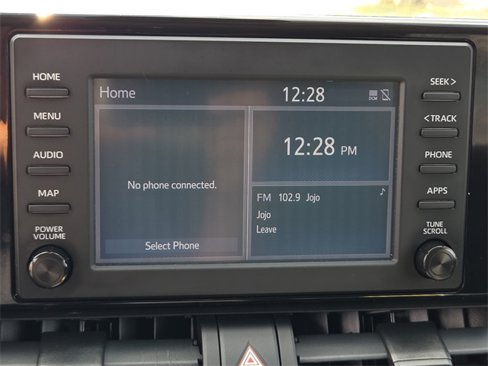 HOME
MENU
AUDIO
MAP
POWER
VOLUME
Home 12:28 DCM
No phone connected.
Select Phone
12:28 PM
FM 102.9 Jojo
Jojo
Leave
SEEK >
< TRACK
PHONE
APPS
TUNE
SCROLL